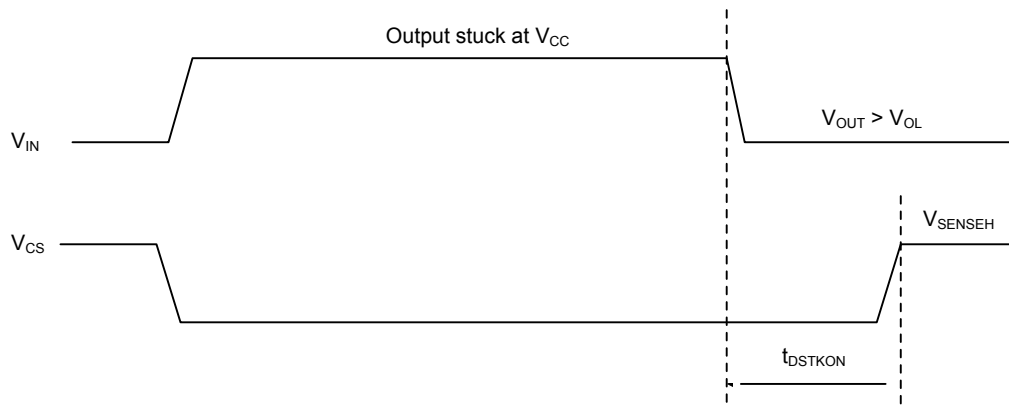 Output stuck at VCC
VIN
VOUT > VOL
VCS
VSENSEH
tDSTKON